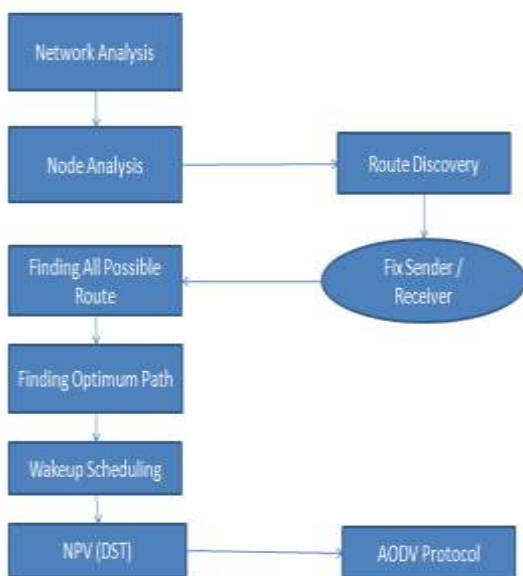 Network Analysis
Node Analysis
Route Discovery
Fix Sender /
Receiver
Finding All Possible
Route
Finding Optimum Path
Wakeup Scheduling
NPV (DST)
AODV Protocol